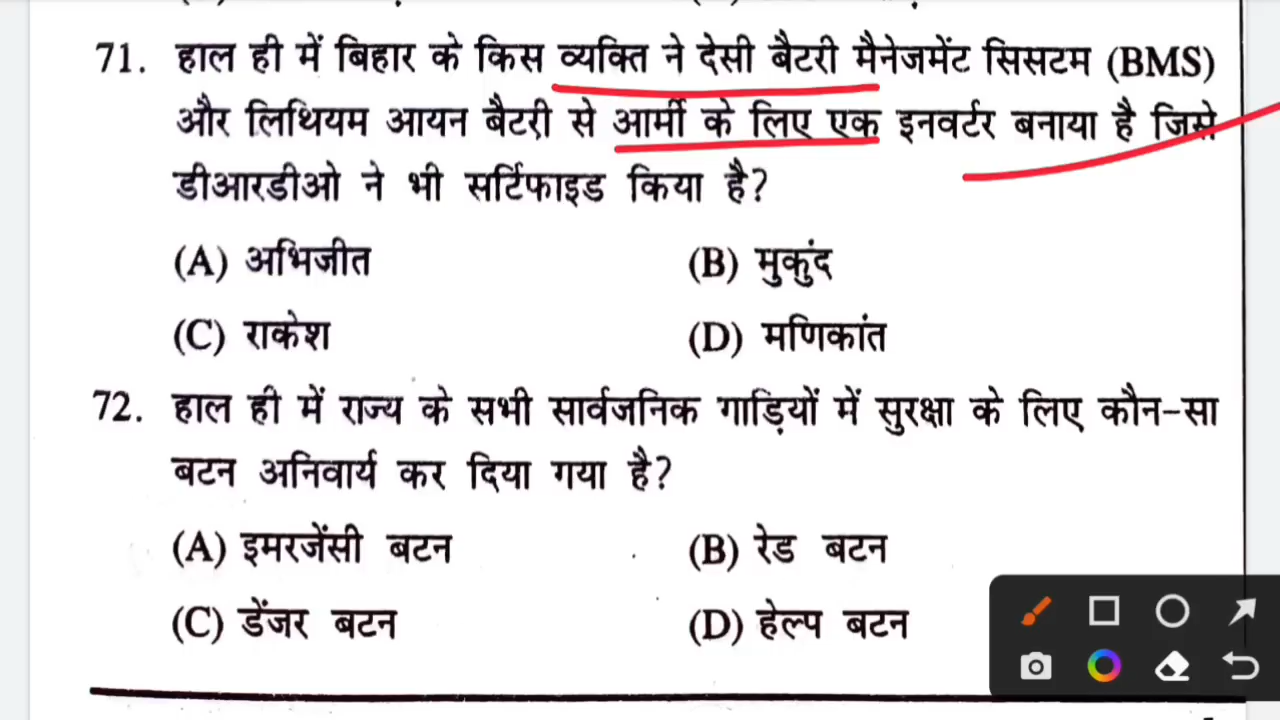 71. हाल ही में बिहार के किस व्यक्ति ने देसी बैटरी मैनेजमेंट सिसटम (BMS)
और लिथियम आयन बैटरी से आर्मी के लिए एक इनवर्टर बनाया है जिसे
डीआरडीओ ने भी सर्टिफाइड किया है?
(A) अभिजीत (B) मुकुंद
(C) राकेश (D) मणिकांत
72. हाल ही में राज्य के सभी सार्वजनिक गाड़ियों में सुरक्षा के लिए कौन-सा
बटन अनिवार्य कर दिया गया है?
(A) इमरजेंसी बटन (B) रेड बटन
(C) डेंजर बटन (D) हेल्प बटन